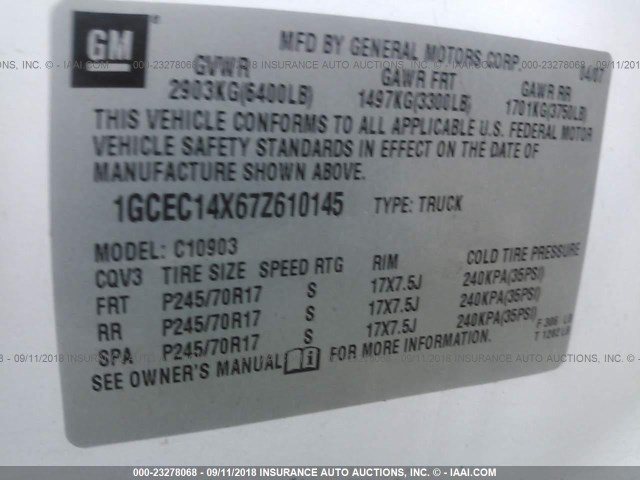 GM
MFD BY GENERAL MOTORS CORP. 04/07
GVWR GAWR FRT GAWR RR
2903KG(6400LB) 1497KG(3300LB) 1701KG(3750LB)
THIS VEHICLE CONFORMS TO ALL APPLICABLE U.S. FEDERAL MOTOR
VEHICLE SAFETY STANDARDS IN EFFECT ON THE DATE OF
MANUFACTURE SHOWN ABOVE.
1GCEC14X67Z610145 TYPE: TRUCK
MODEL: C10903
CQV3 TIRE SIZE SPEED RTG RIM COLD TIRE PRESSURE
FRT P245/70R17 S 17X7.5J 240KPA(35PSI)
RR P245/70R17 S 17X7.5J 240KPA(35PSI)
SPA P245/70R17 S 17X7.5J 240KPA(35PSI)
SEE OWNER'S MANUAL FOR MORE INFORMATION.
T 1292 LB
000-23278068 - 09/11/2018 INSURANCE AUTO AUCTIONS, INC. - © IAAI.COM